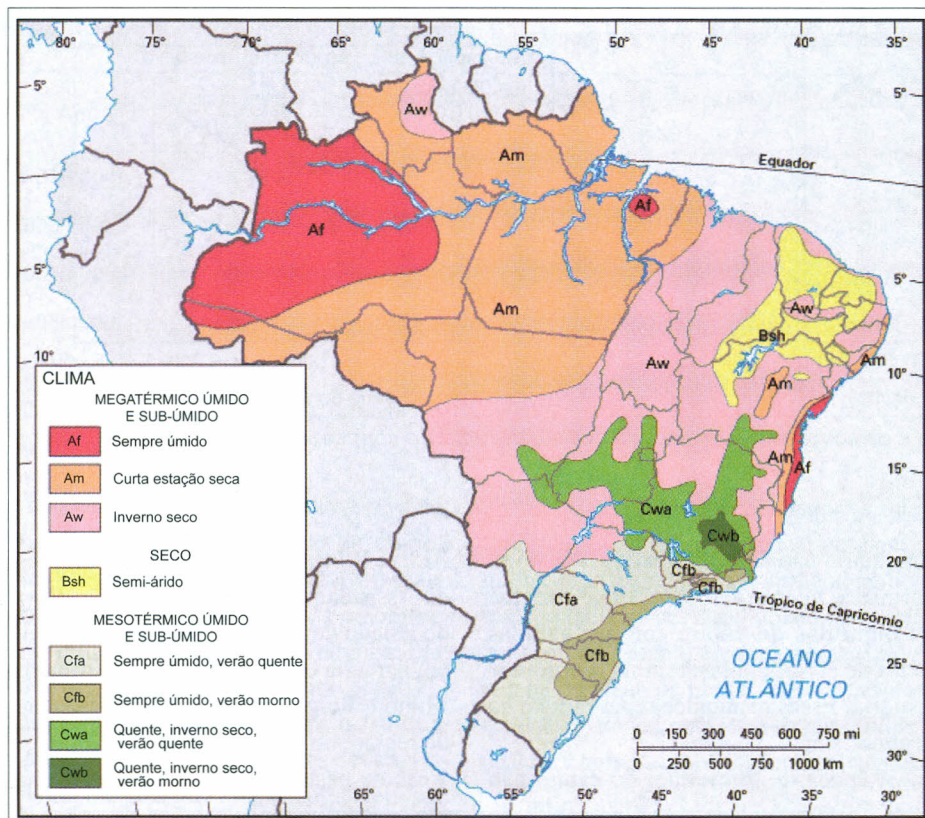 80° 75° 70° 65° 60° 55° 50° 45° 40° 35°
5° 5°
Aw
Am
Equador
Af
Af
5° 5°
Aw
Am
Bsh
Aw
Am
10° 10°
Am
Am
Af
15°
Cwa
Cwb
20°
Cfb
Cfb
Cfa
Trópico de Capricórnio
Cfb
25°
OCEANO
ATLÂNTICO
0 150 300 450 600 750 mi
0 250 500 750 1000 km
30°
65° 60° 55° 50° 45° 40° 35° 30°
CLIMA
MEGATÉRMICO ÚMIDO
E SUB-ÚMIDO
Af Sempre úmido
Am Curta estação seca
Aw Inverno seco
SECO
Bsh Semi-árido
MESOTÉRMICO ÚMIDO
E SUB-ÚMIDO
Cfa Sempre úmido, verão quente
Cfb Sempre úmido, verão morno
Cwa Quente, inverno seco,
verão quente
Cwb Quente, inverno seco,
verão morno